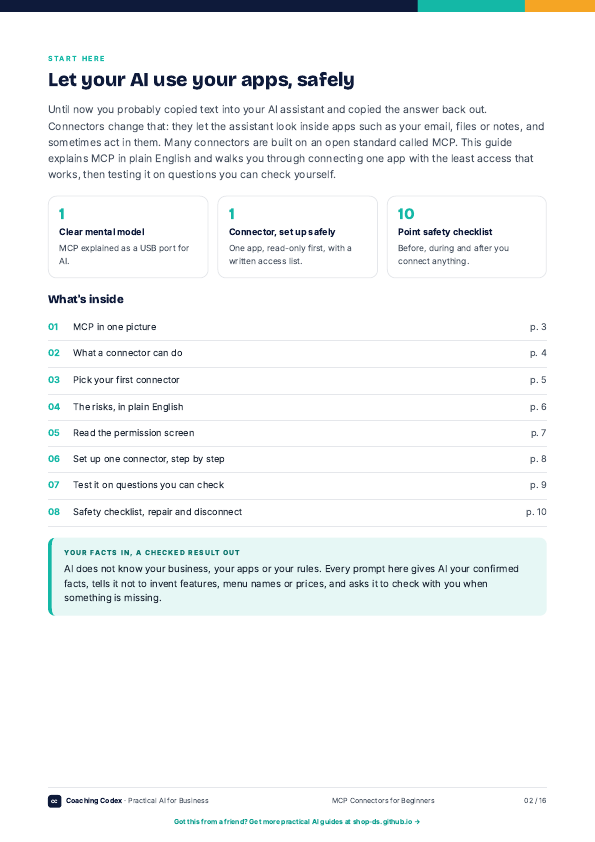 START HERE
Let your AI use your apps, safely
Until now you probably copied text into your AI assistant and copied the answer back out.
Connectors change that: they let the assistant look inside apps such as your email, files or notes, and
sometimes act in them. Many connectors are built on an open standard called MCP. This guide
explains MCP in plain English and walks you through connecting one app with the least access that
works, then testing it on questions you can check yourself.
1
Clear mental model
MCP explained as a USB port for
AI.
1
Connector, set up safely
One app, read-only first, with a
written access list.
10
Point safety checklist
Before, during and after you
connect anything.
What's inside
01 MCP in one picture p. 3
02 What a connector can do p. 4
03 Pick your first connector p. 5
04 The risks, in plain English p. 6
05 Read the permission screen p. 7
06 Set up one connector, step by step p. 8
07 Test it on questions you can check p. 9
08 Safety checklist, repair and disconnect p. 10
YOUR FACTS IN, A CHECKED RESULT OUT
AI does not know your business, your apps or your rules. Every prompt here gives AI your confirmed
facts, tells it not to invent features, menu names or prices, and asks it to check with you when
something is missing.
cc Coaching Codex · Practical AI for Business MCP Connectors for Beginners 02 / 16
Got this from a friend? Get more practical AI guides at shop-ds.github.io →